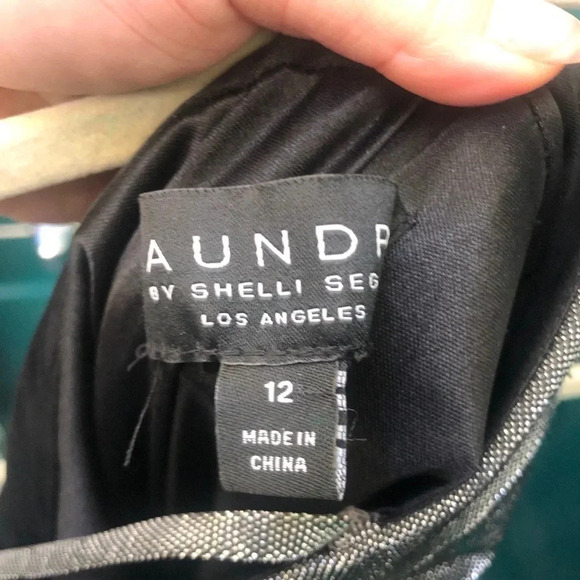 AUNDR
BY SHELLI SEG
LOS ANGELES
12
MADE IN
CHINA